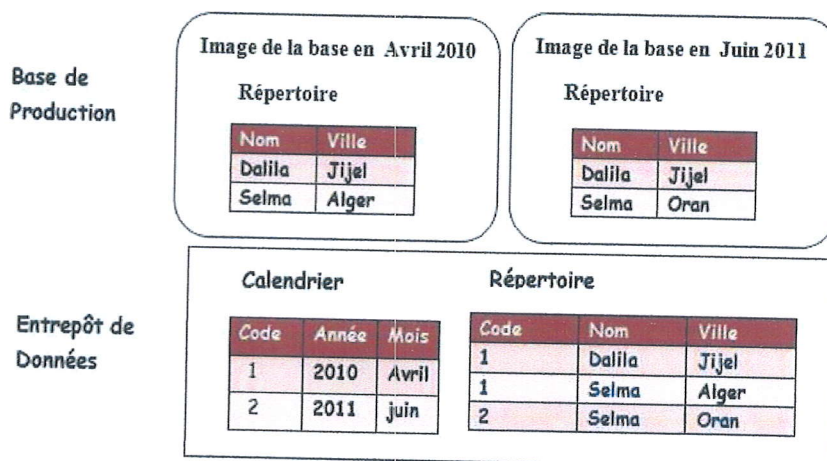 Image de la base en Avril 2010
Répertoire
Nom Ville
Dalila Jijel
Selma Alger
Image de la base en Juin 2011
Répertoire
Nom Ville
Dalila Jijel
Selma Oran
Base de
Production
Calendrier
Code Année Mois
1 2010 Avril
2 2011 juin
Répertoire
Code Nom Ville
1 Dalila Jijel
1 Selma Alger
2 Selma Oran
Entrepôt de
Données